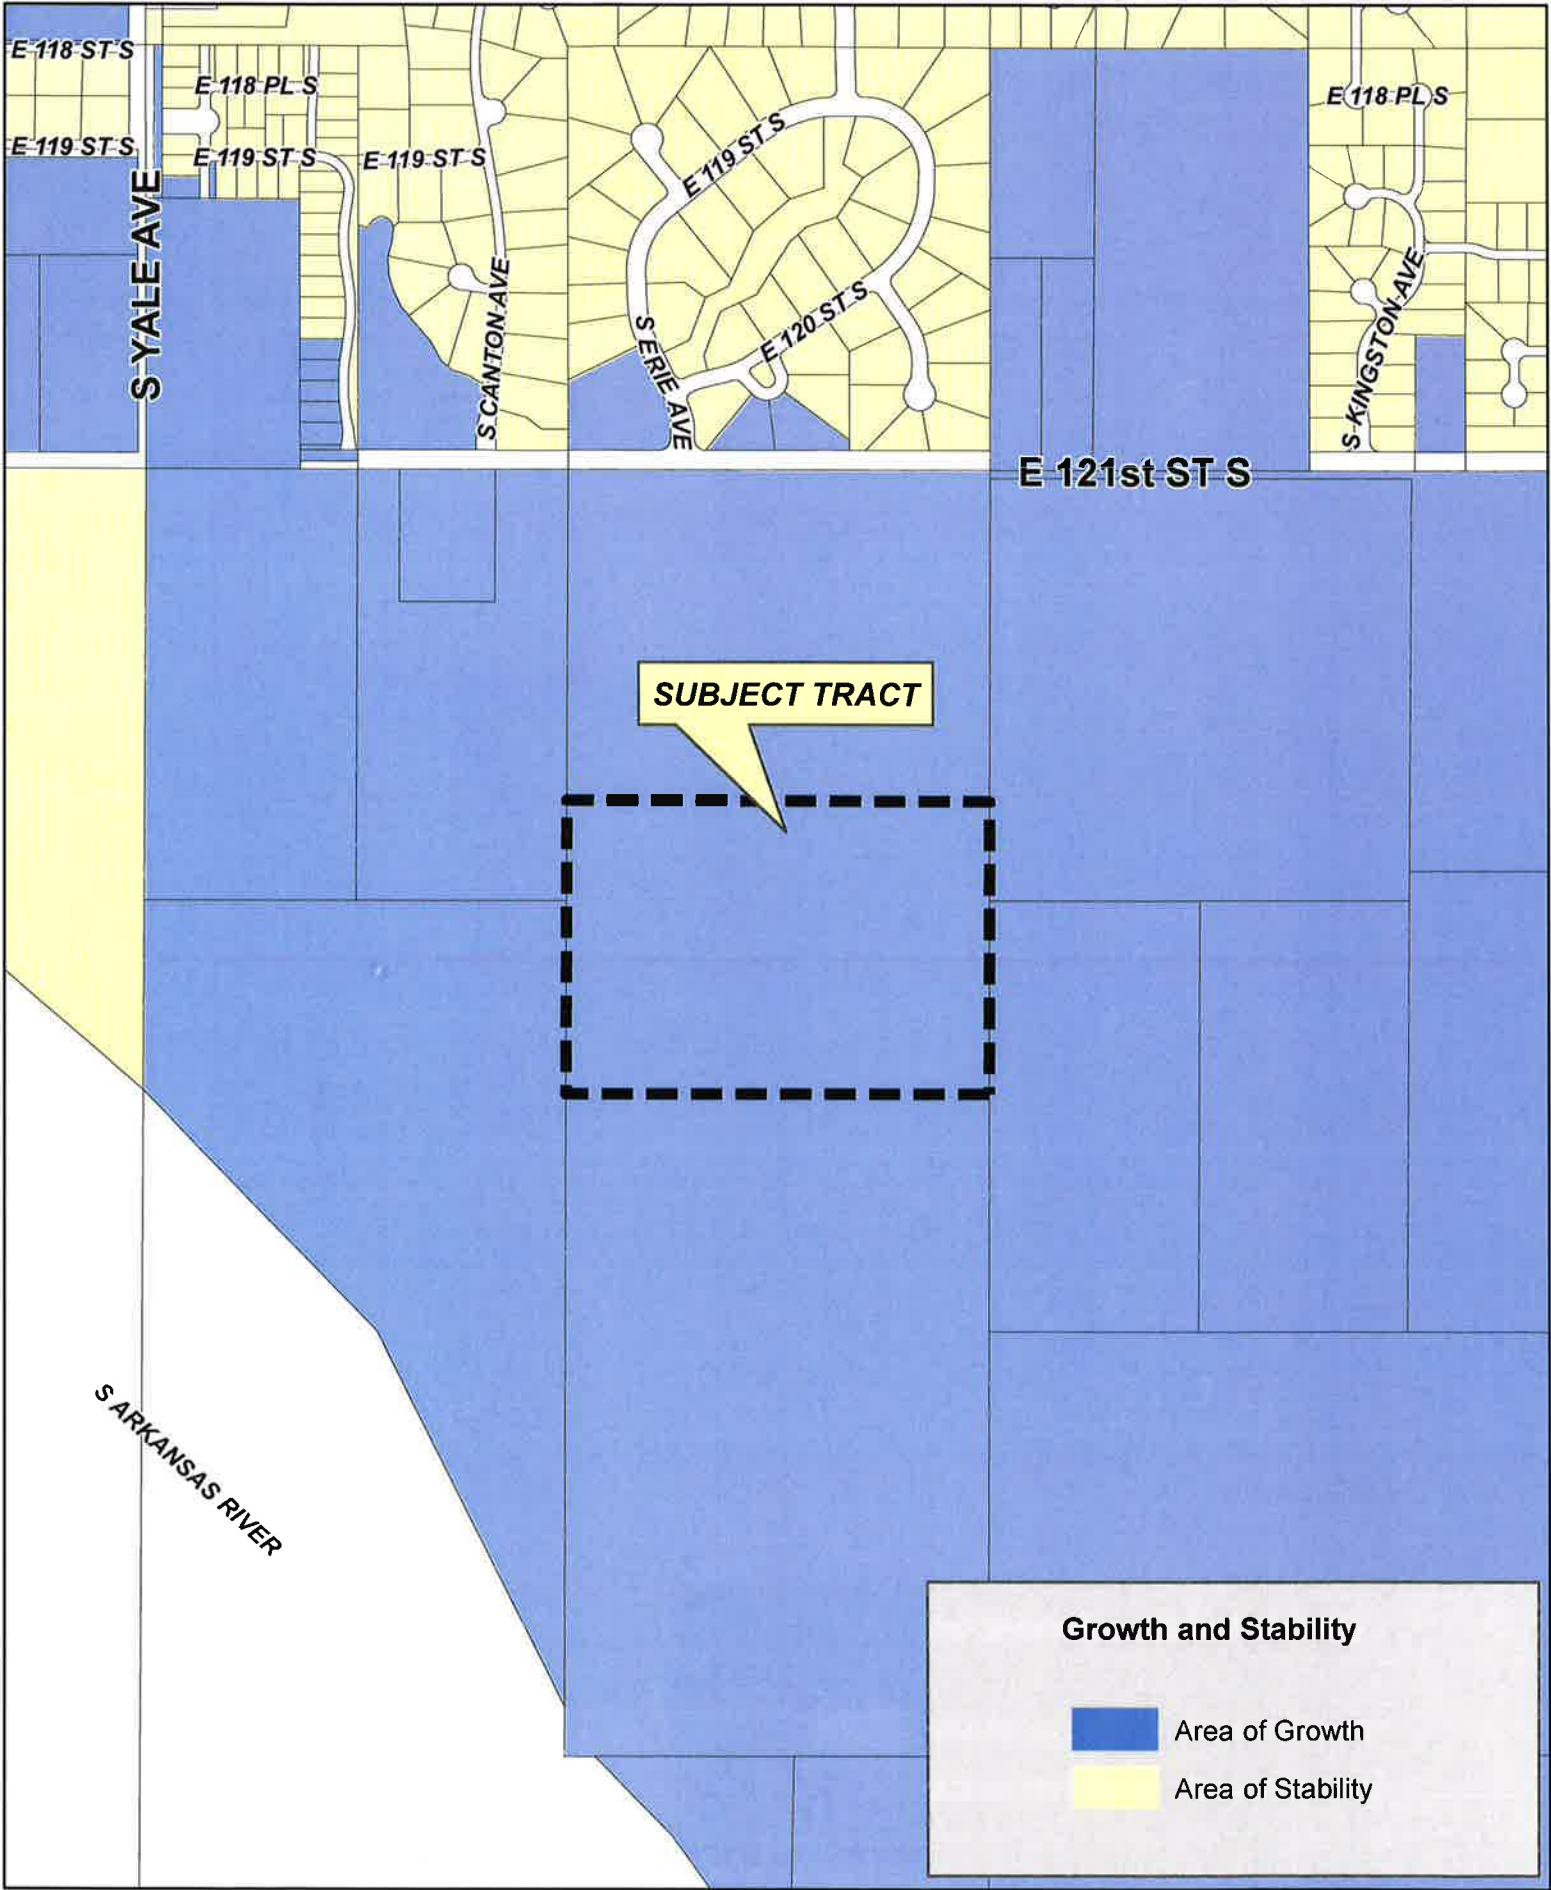 E 118 ST S
E 118 PL S
E 118 PL S
E 119 ST S
E 119 ST S
E 119 ST S
E 119 ST S
S YALE AVE
S CANTON AVE
S ERIE AVE
E 120 ST S
S KINGSTON AVE
E 121st ST S
SUBJECT TRACT
S ARKANSAS RIVER
Growth and Stability
Area of Growth
Area of Stability